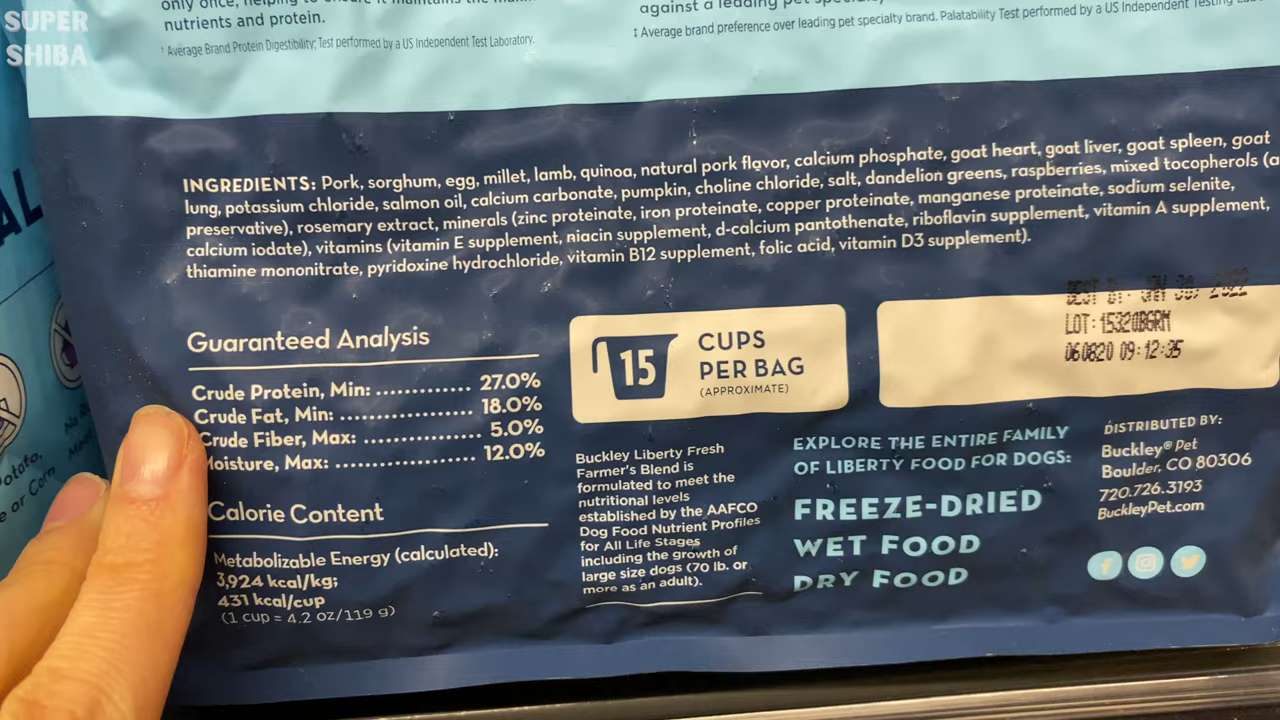 SUPER
SHIBA
only once, helping to ensure it maintains the
nutrients and protein.
† Average Brand Protein Digestibility; Test performed by a US Independent Test Laboratory.
against a leading pet
‡ Average brand preference over leading pet specialty brand. Palatability Test performed by a US Independent Testing
INGREDIENTS: Pork, sorghum, egg, millet, lamb, quinoa, natural pork flavor, calcium phosphate, goat heart, goat liver, goat spleen, goat
lung, potassium chloride, salmon oil, calcium carbonate, pumpkin, choline chloride, salt, dandelion greens, raspberries, mixed tocopherols (a
preservative), rosemary extract, minerals (zinc proteinate, iron proteinate, copper proteinate, manganese proteinate, sodium selenite,
calcium iodate), vitamins (vitamin E supplement, niacin supplement, d-calcium pantothenate, riboflavin supplement, vitamin A supplement,
thiamine mononitrate, pyridoxine hydrochloride, vitamin B12 supplement, folic acid, vitamin D3 supplement).
Guaranteed Analysis
Crude Protein, Min: ........... 27.0%
Crude Fat, Min: ................ 18.0%
Crude Fiber, Max: .............. 5.0%
Moisture, Max: ................. 12.0%
Calorie Content
Metabolizable Energy (calculated):
3,924 kcal/kg;
431 kcal/cup
(1 cup = 4.2 oz/119 g)
15
CUPS
PER BAG
(APPROXIMATE)
Buckley Liberty Fresh
Farmer's Blend is
formulated to meet the
nutritional levels
established by the AAFCO
Dog Food Nutrient Profiles
for All Life Stages
including the growth of
large size dogs (70 lb. or
more as an adult).
BEST BY: JAN 30, 2022
LOT: 15320BGRM
060820 09:12:35
EXPLORE THE ENTIRE FAMILY
OF LIBERTY FOOD FOR DOGS:
FREEZE-DRIED
WET FOOD
DRY FOOD
DISTRIBUTED BY:
Buckley® Pet
Boulder, CO 80306
720.726.3193
BuckleyPet.com
AL
or Corn